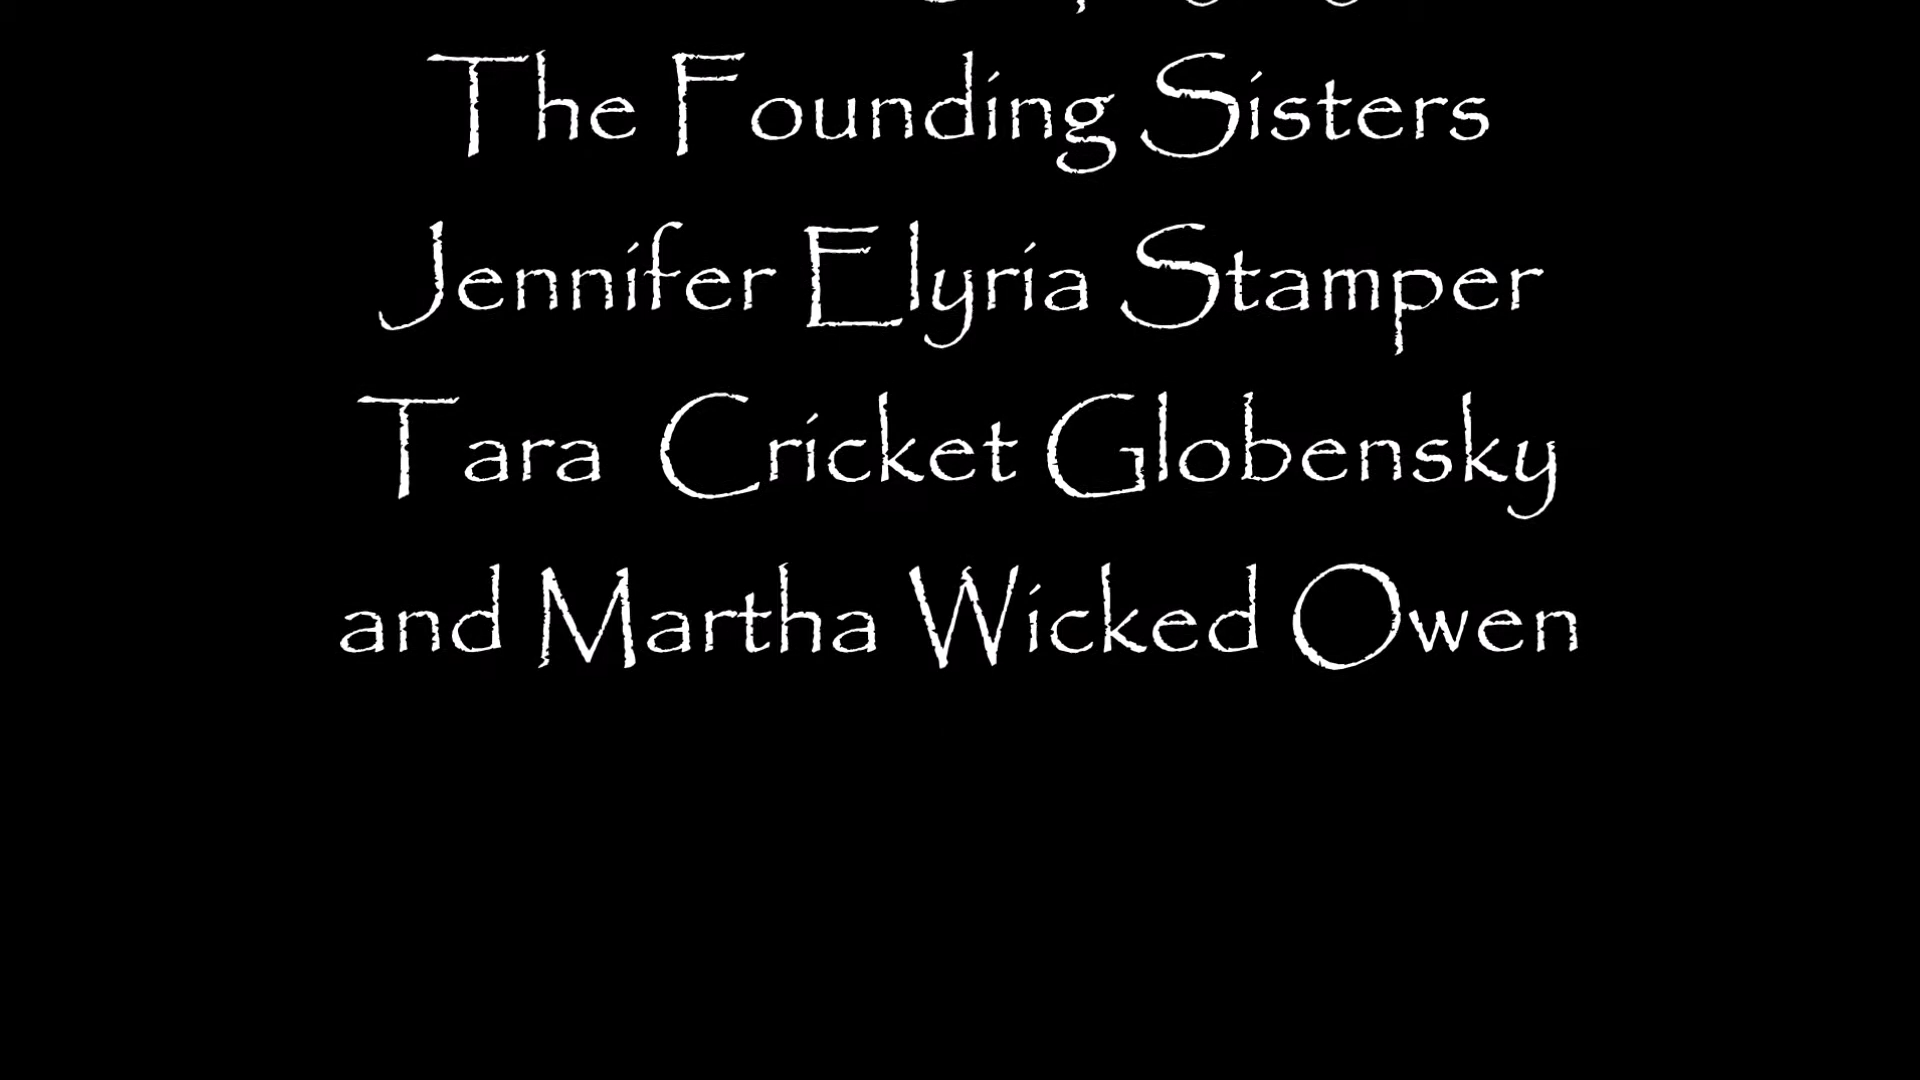 The Founding Sisters
Jennifer Elyria Stamper
Tara  Cricket Globensky
and Martha Wicked Owen